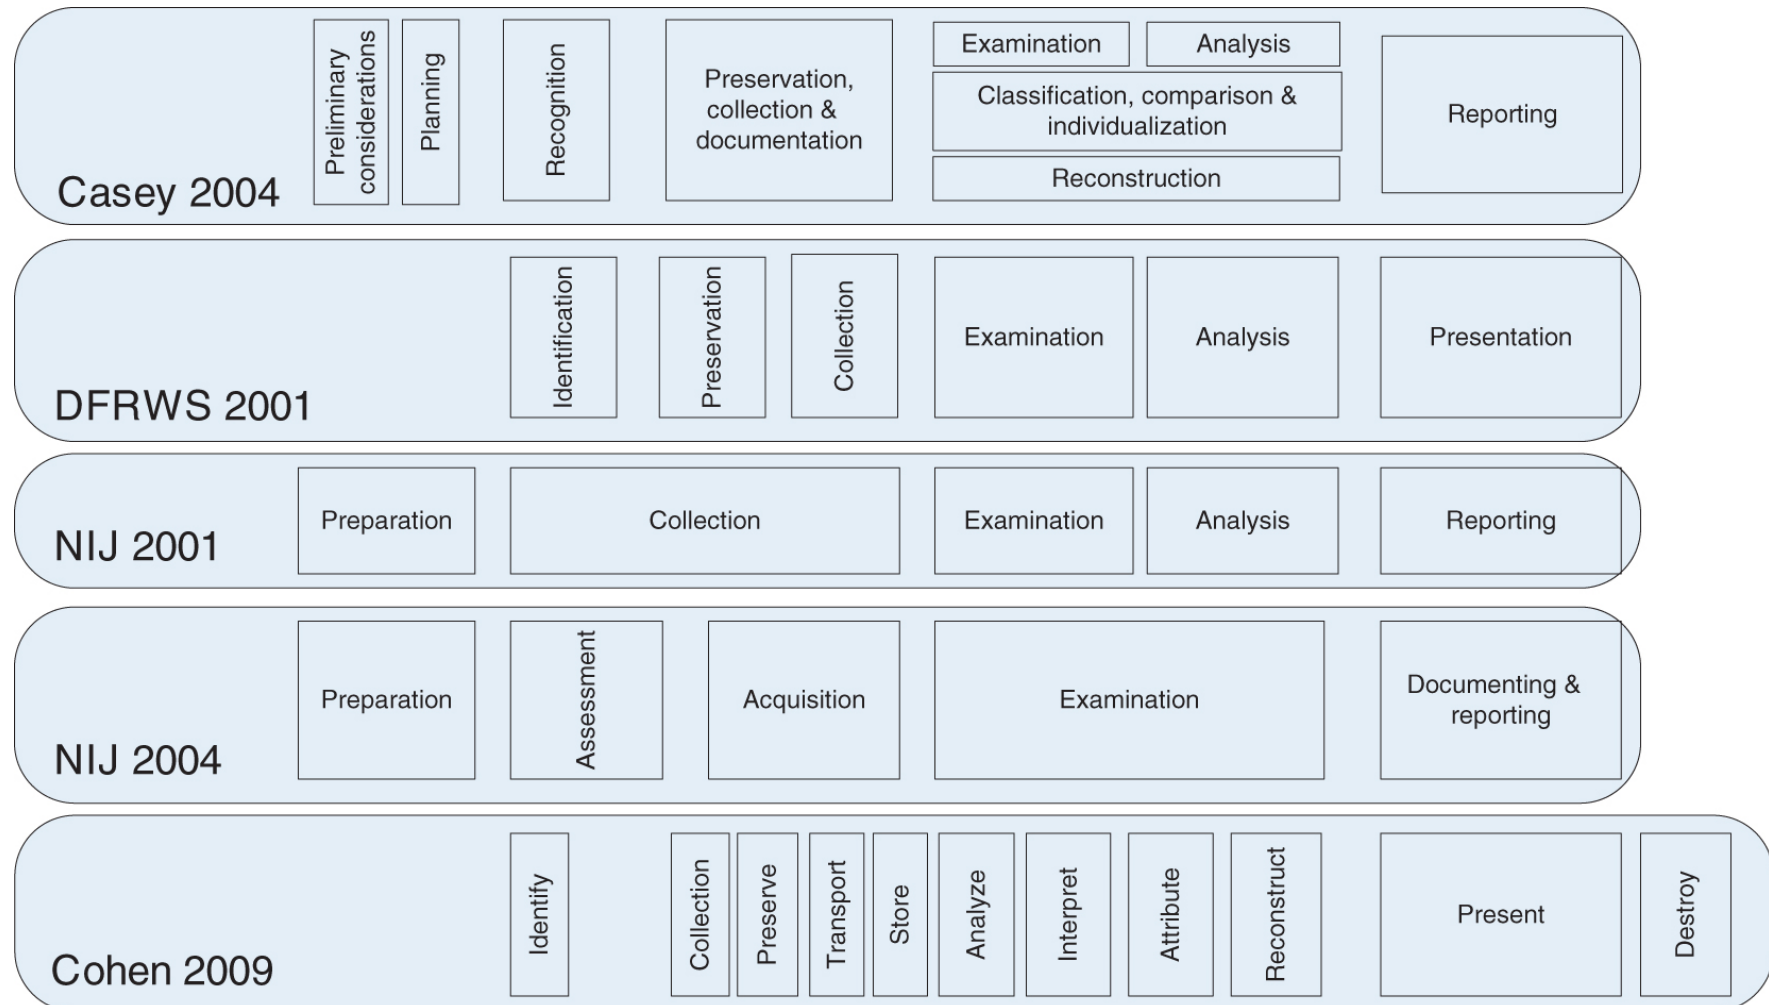 Preliminary
considerations
Planning
Recognition
Preservation,
collection &
documentation
Examination
Analysis
Classification, comparison &
individualization
Reconstruction
Reporting
Casey 2004
Identification
Preservation
Collection
Examination
Analysis
Presentation
DFRWS 2001
Preparation
Collection
Examination
Analysis
Reporting
NIJ 2001
Preparation
Assessment
Acquisition
Examination
Documenting &
reporting
NIJ 2004
Identify
Collection
Preserve
Transport
Store
Analyze
Interpret
Attribute
Reconstruct
Present
Destroy
Cohen 2009